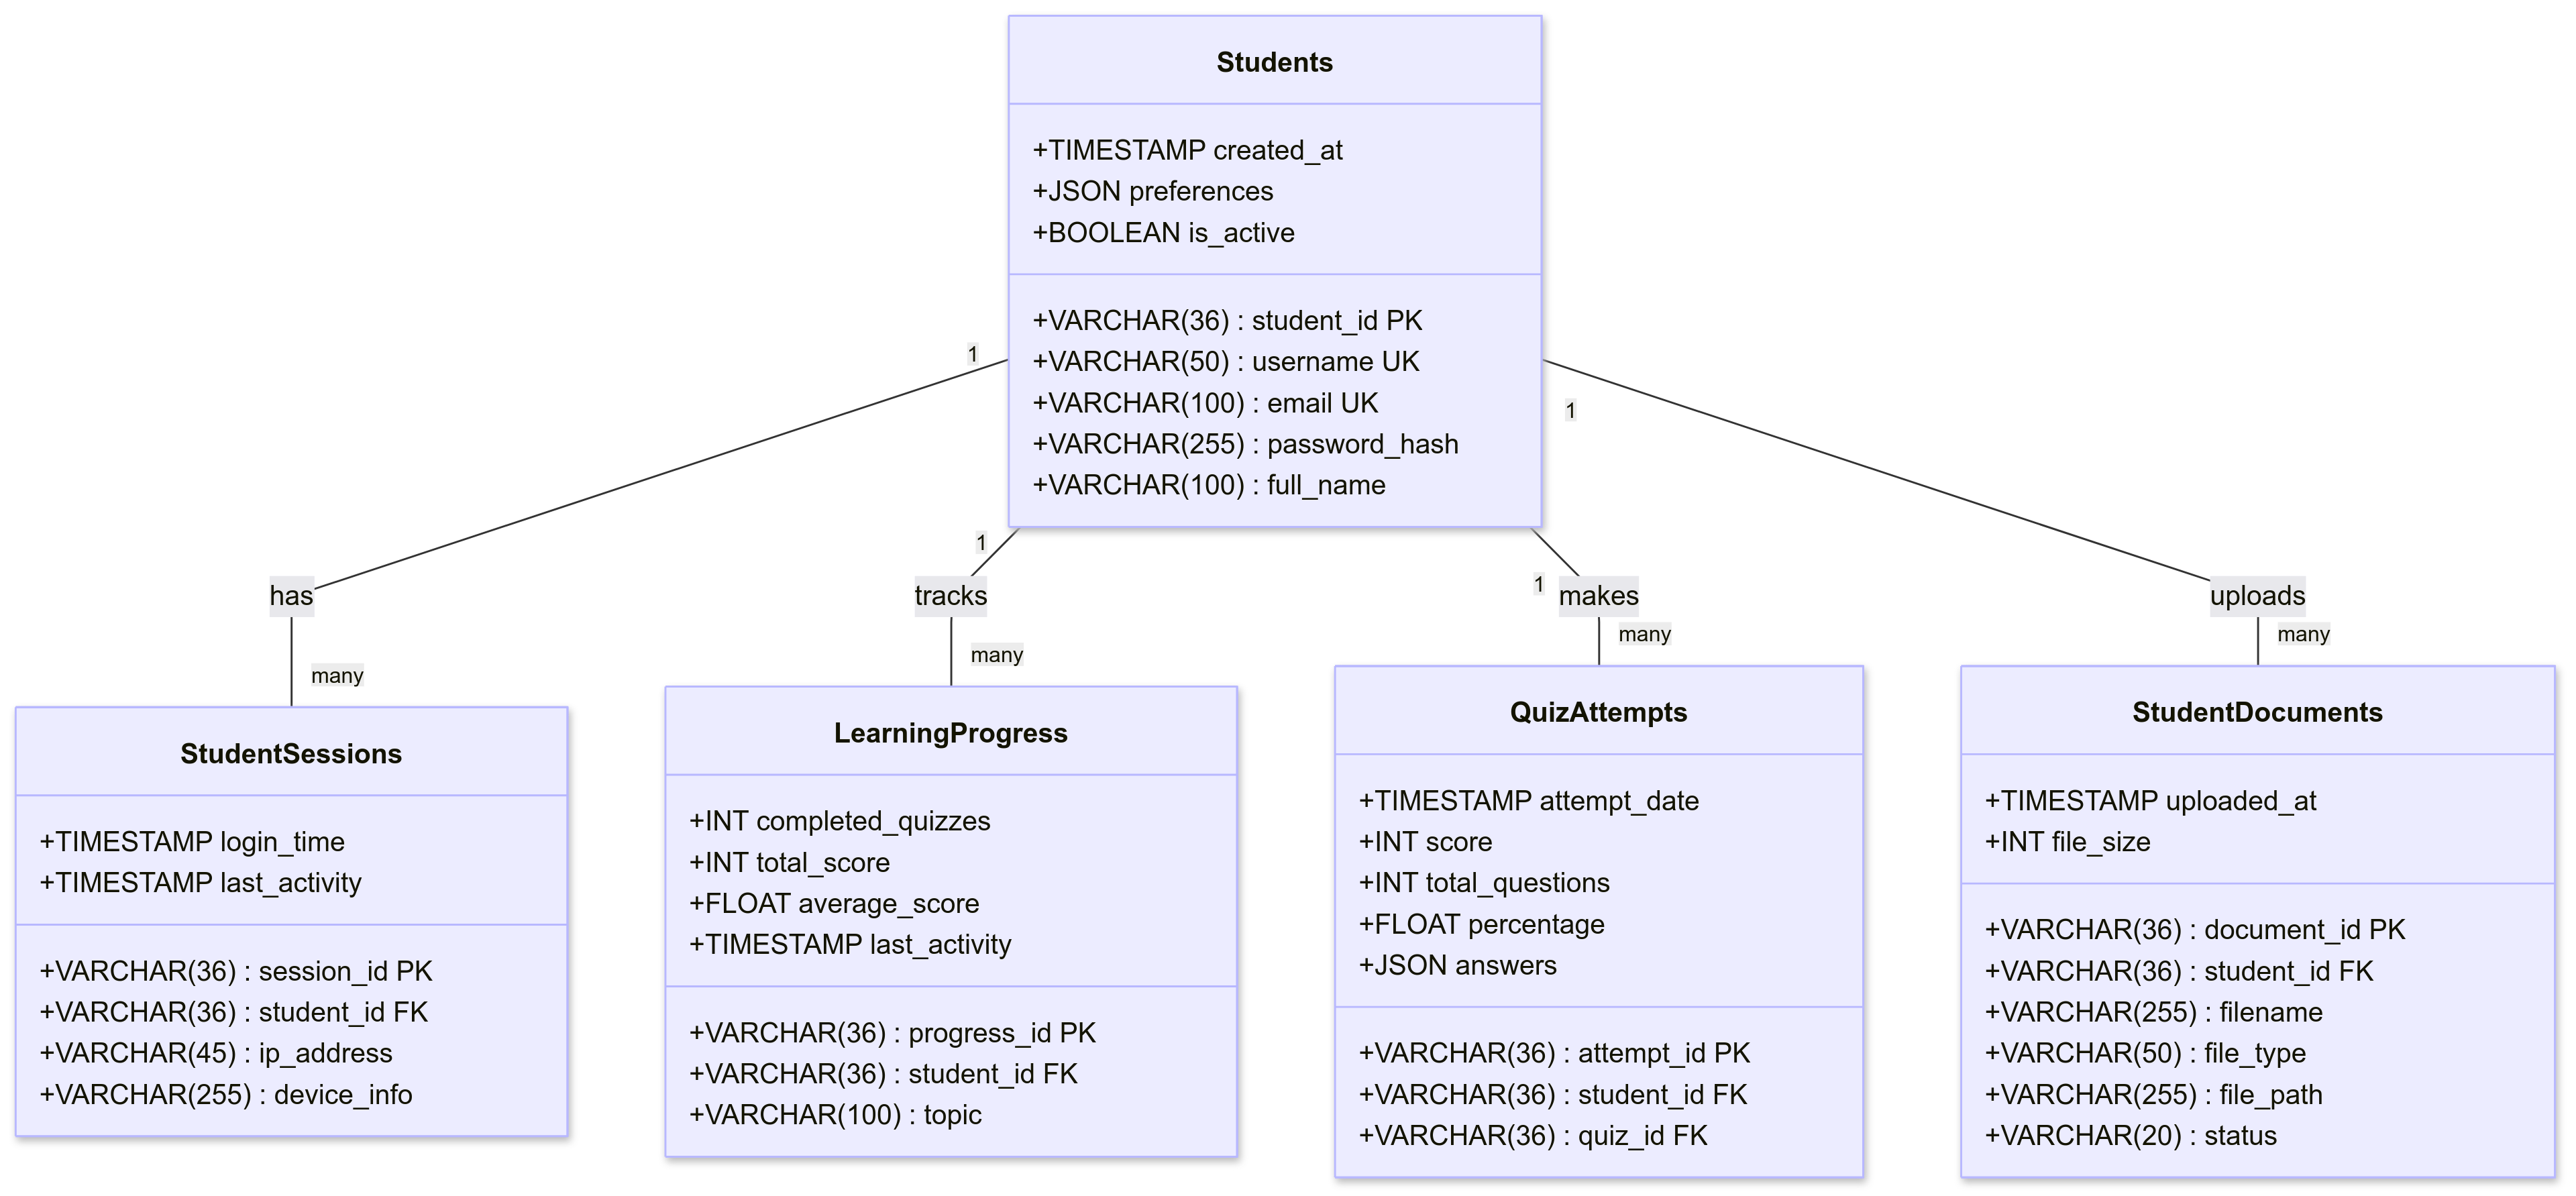 Students
+TIMESTAMP created_at
+JSON preferences
+BOOLEAN is_active
+VARCHAR(36) : student_id PK
+VARCHAR(50) : username UK
+VARCHAR(100) : email UK
+VARCHAR(255) : password_hash
+VARCHAR(100) : full_name
1
1
1
1
has
tracks
makes
uploads
many
many
many
many
StudentSessions
+TIMESTAMP login_time
+TIMESTAMP last_activity
+VARCHAR(36) : session_id PK
+VARCHAR(36) : student_id FK
+VARCHAR(45) : ip_address
+VARCHAR(255) : device_info
LearningProgress
+INT completed_quizzes
+INT total_score
+FLOAT average_score
+TIMESTAMP last_activity
+VARCHAR(36) : progress_id PK
+VARCHAR(36) : student_id FK
+VARCHAR(100) : topic
QuizAttempts
+TIMESTAMP attempt_date
+INT score
+INT total_questions
+FLOAT percentage
+JSON answers
+VARCHAR(36) : attempt_id PK
+VARCHAR(36) : student_id FK
+VARCHAR(36) : quiz_id FK
StudentDocuments
+TIMESTAMP uploaded_at
+INT file_size
+VARCHAR(36) : document_id PK
+VARCHAR(36) : student_id FK
+VARCHAR(255) : filename
+VARCHAR(50) : file_type
+VARCHAR(255) : file_path
+VARCHAR(20) : status